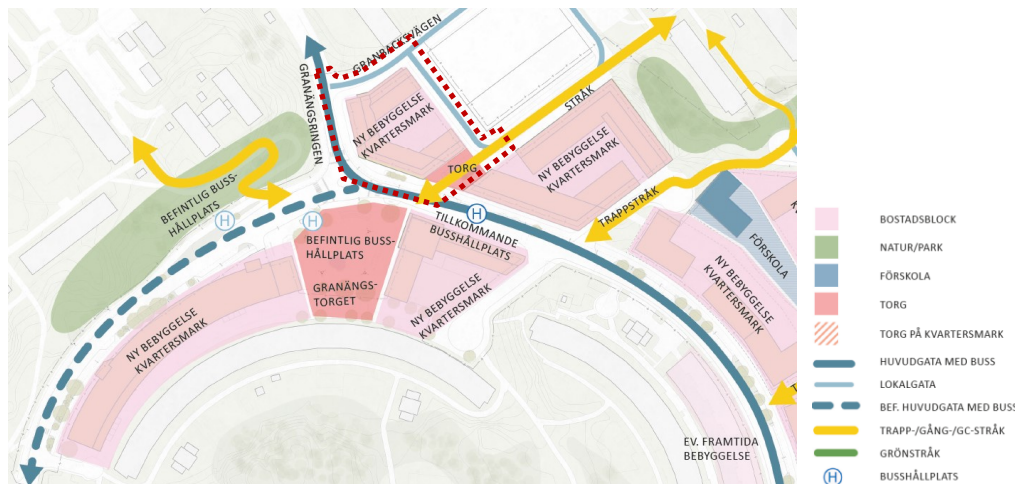 GRANBACKSVÄGEN
GRANÄNGSRINGEN
NY BEBYGGELSE
KVARTERSMARK
STRÅK
TORG
NY BEBYGGELSE
KVARTERSMARK
BEFINTLIG BUSS-
HÅLLPLATS
H
H
H
TILLKOMMANDE
BUSSHÅLLPLATS
TRAPPSTRÅK
FÖRSKOLA
BEFINTLIG BUSS-
HÅLLPLATS
GRANÄNGS-
TORGET
NY BEBYGGELSE
KVARTERSMARK
NY BEBYGGELSE
KVARTERSMARK
NY BEBYGGELSE
KVARTERSMARK
EV. FRAMTIDA
BEBYGGELSE
BOSTADSBLOCK
NATUR/PARK
FÖRSKOLA
TORG
TORG PÅ KVARTERSMARK
HUVUDGATA MED BUSS
LOKALGATA
BEF. HUVUDGATA MED BUSS
TRAPP-/GÅNG-/GC-STRÅK
GRÖNSTRÅK
H BUSSHÅLLPLATS